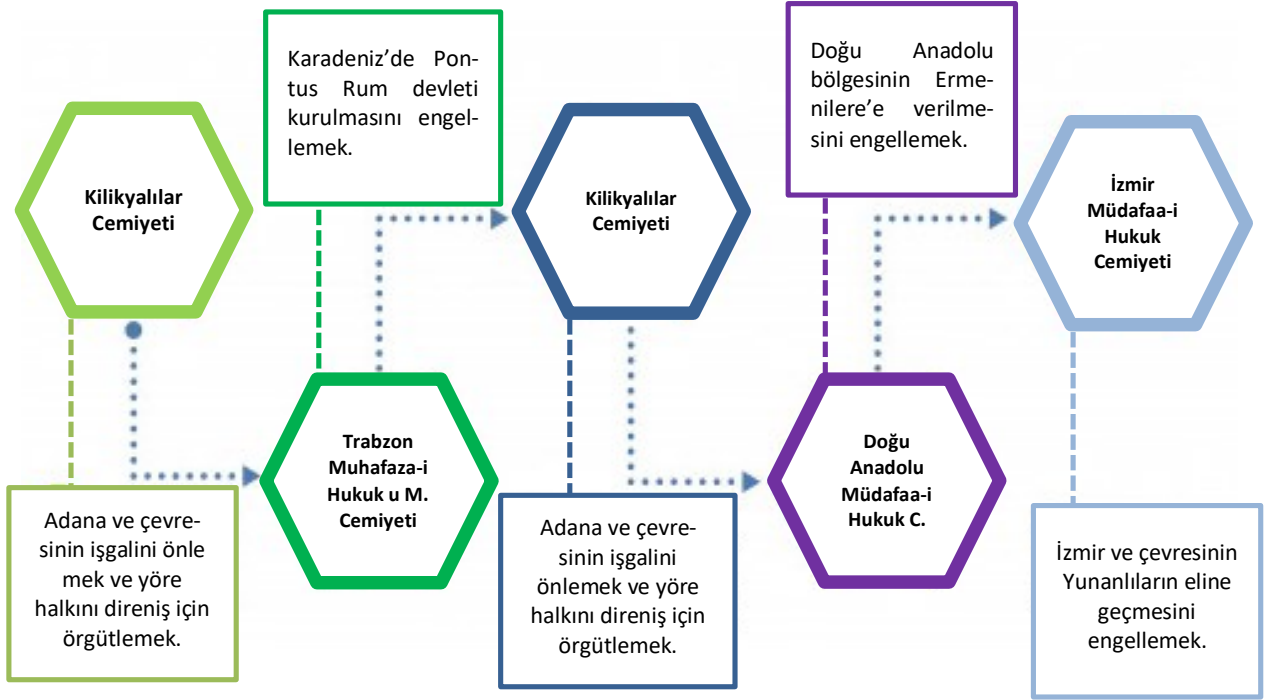 Kilikyalılar
Cemiyeti
Adana ve çevre-
sinin işgalini önle
mek ve yöre
halkını direniş için
örgütlemek.
Karadeniz’de Pon-
tus Rum devleti
kurulmasını engel-
lemek.
Trabzon
Muhafaza-i
Hukuk u M.
Cemiyeti
Kilikyalılar
Cemiyeti
Adana ve çevre-
sinin işgalini
önlemek ve yöre
halkını direniş için
örgütlemek.
Doğu Anadolu
bölgesinin Erme-
nilere’e verilme-
sini engellemek.
Doğu
Anadolu
Müdafaa-i
Hukuk C.
İzmir
Müdafaa-i
Hukuk
Cemiyeti
İzmir ve çevresinin
Yunanlıların eline
geçmesini
engellemek.